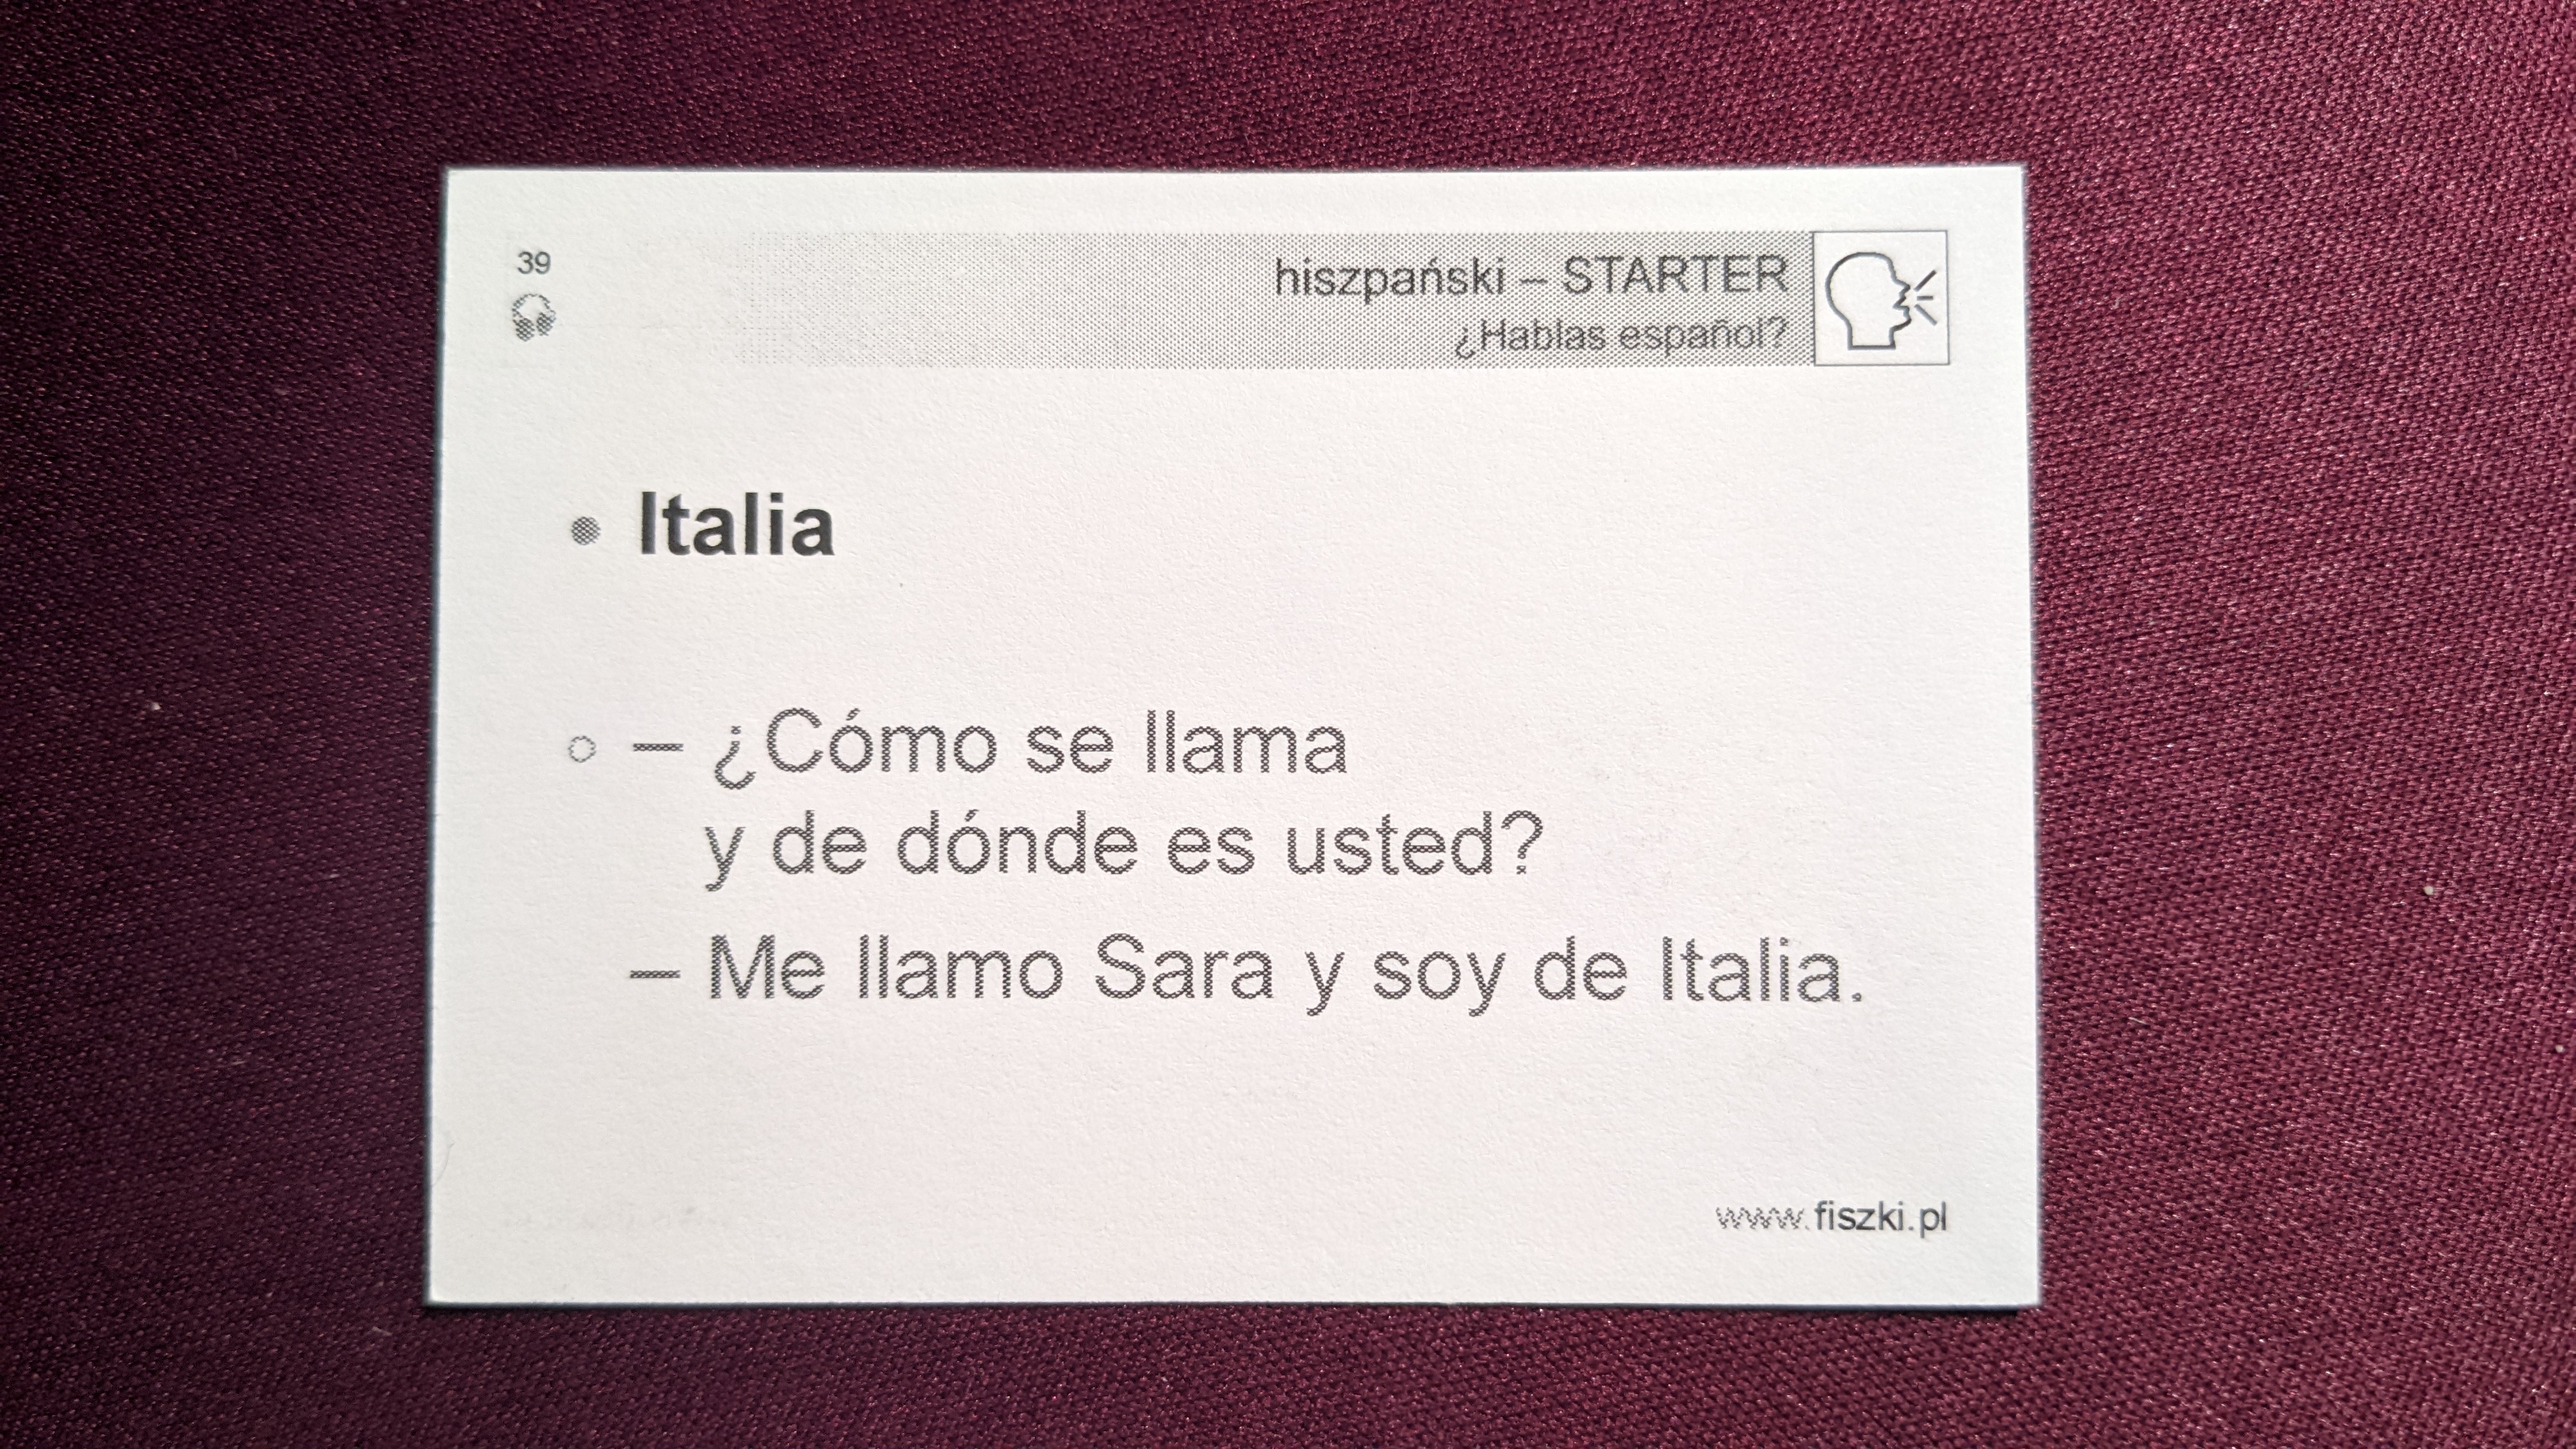 39
hiszpański – STARTER
¿Hablas español?
• Italia
○ – ¿Cómo se llama
y de dónde es usted?
– Me llamo Sara y soy de Italia.
www.fiszki.pl